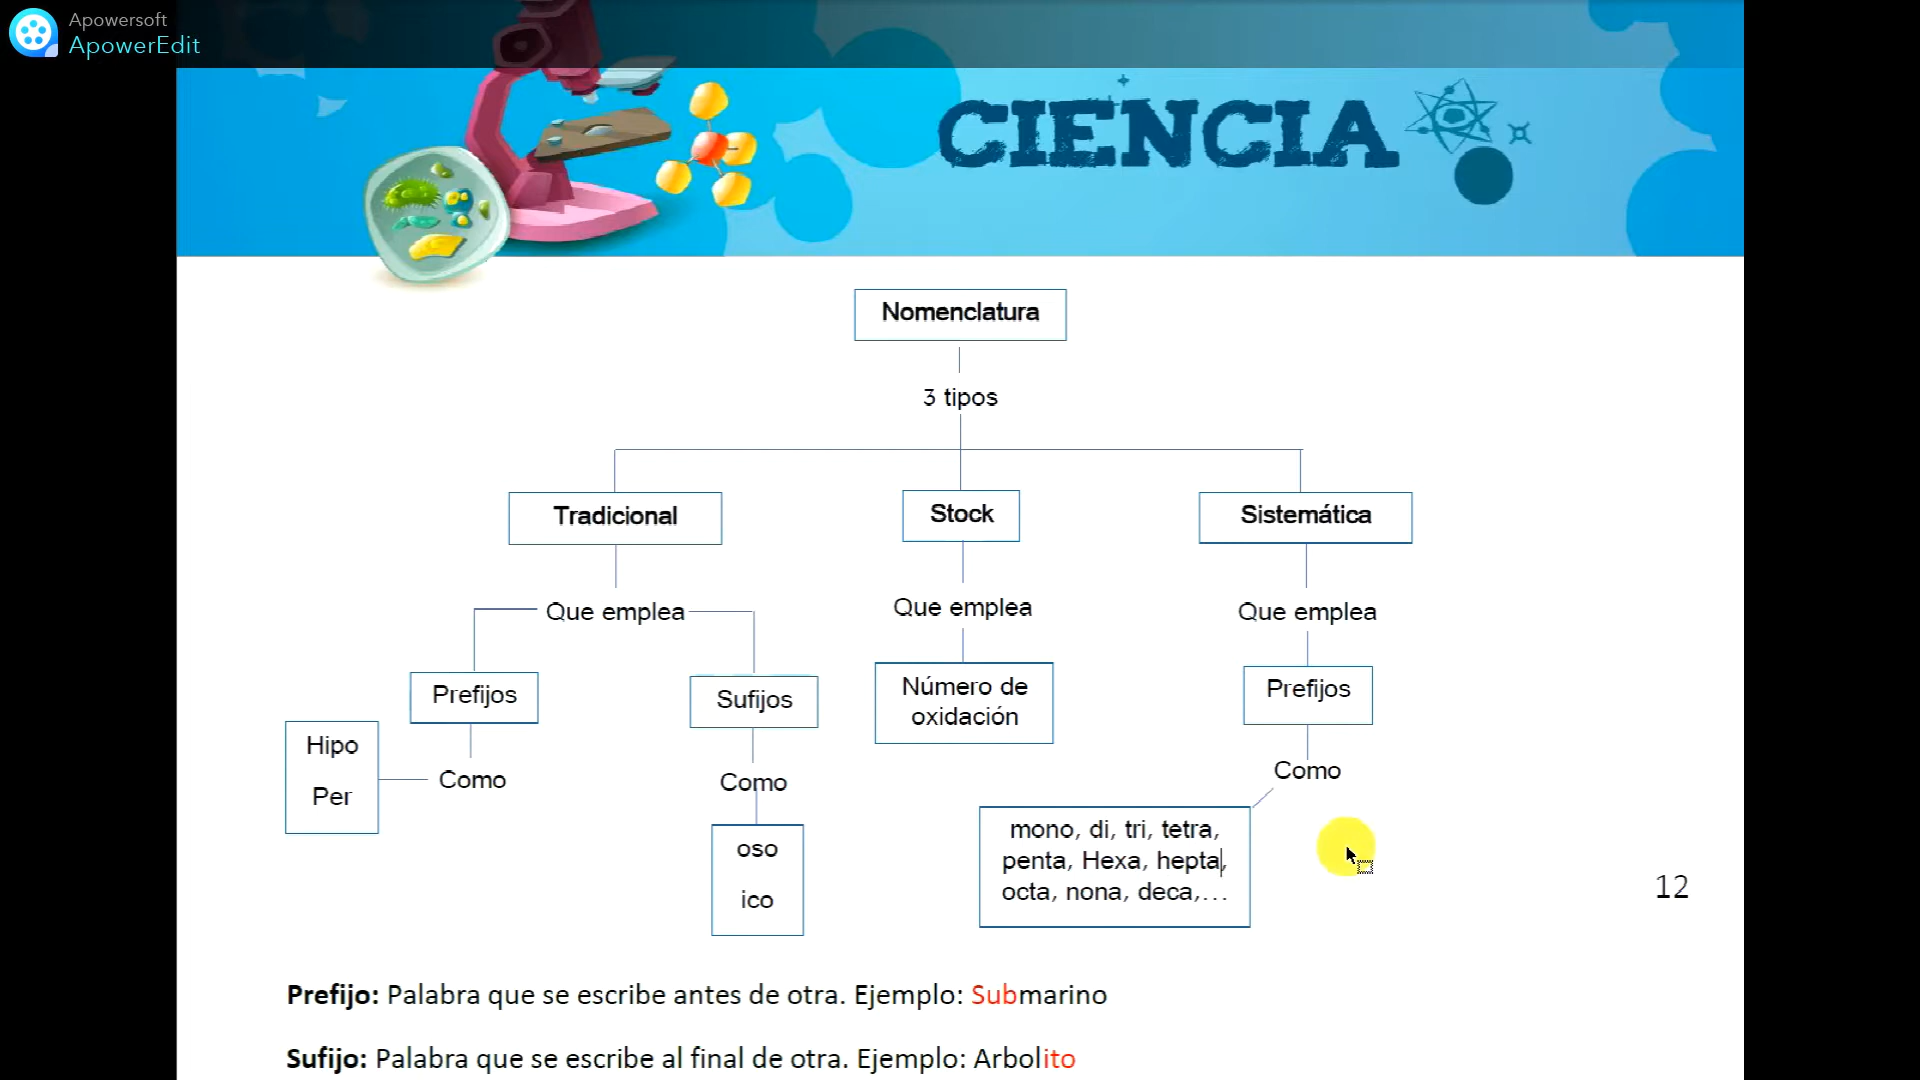 Apowersoft
ApowerEdit
CIENCIA
Nomenclatura
3 tipos
Tradicional
Stock
Sistemática
Que emplea
Que emplea
Que emplea
Prefijos
Sufijos
Número de
oxidación
Prefijos
Hipo
Per
Como
Como
Como
oso
ico
mono, di, tri, tetra,
penta, Hexa, hepta,
octa, nona, deca,...
12
Prefijo: Palabra que se escribe antes de otra. Ejemplo: Submarino
Sufijo: Palabra que se escribe al final de otra. Ejemplo: Arbolito